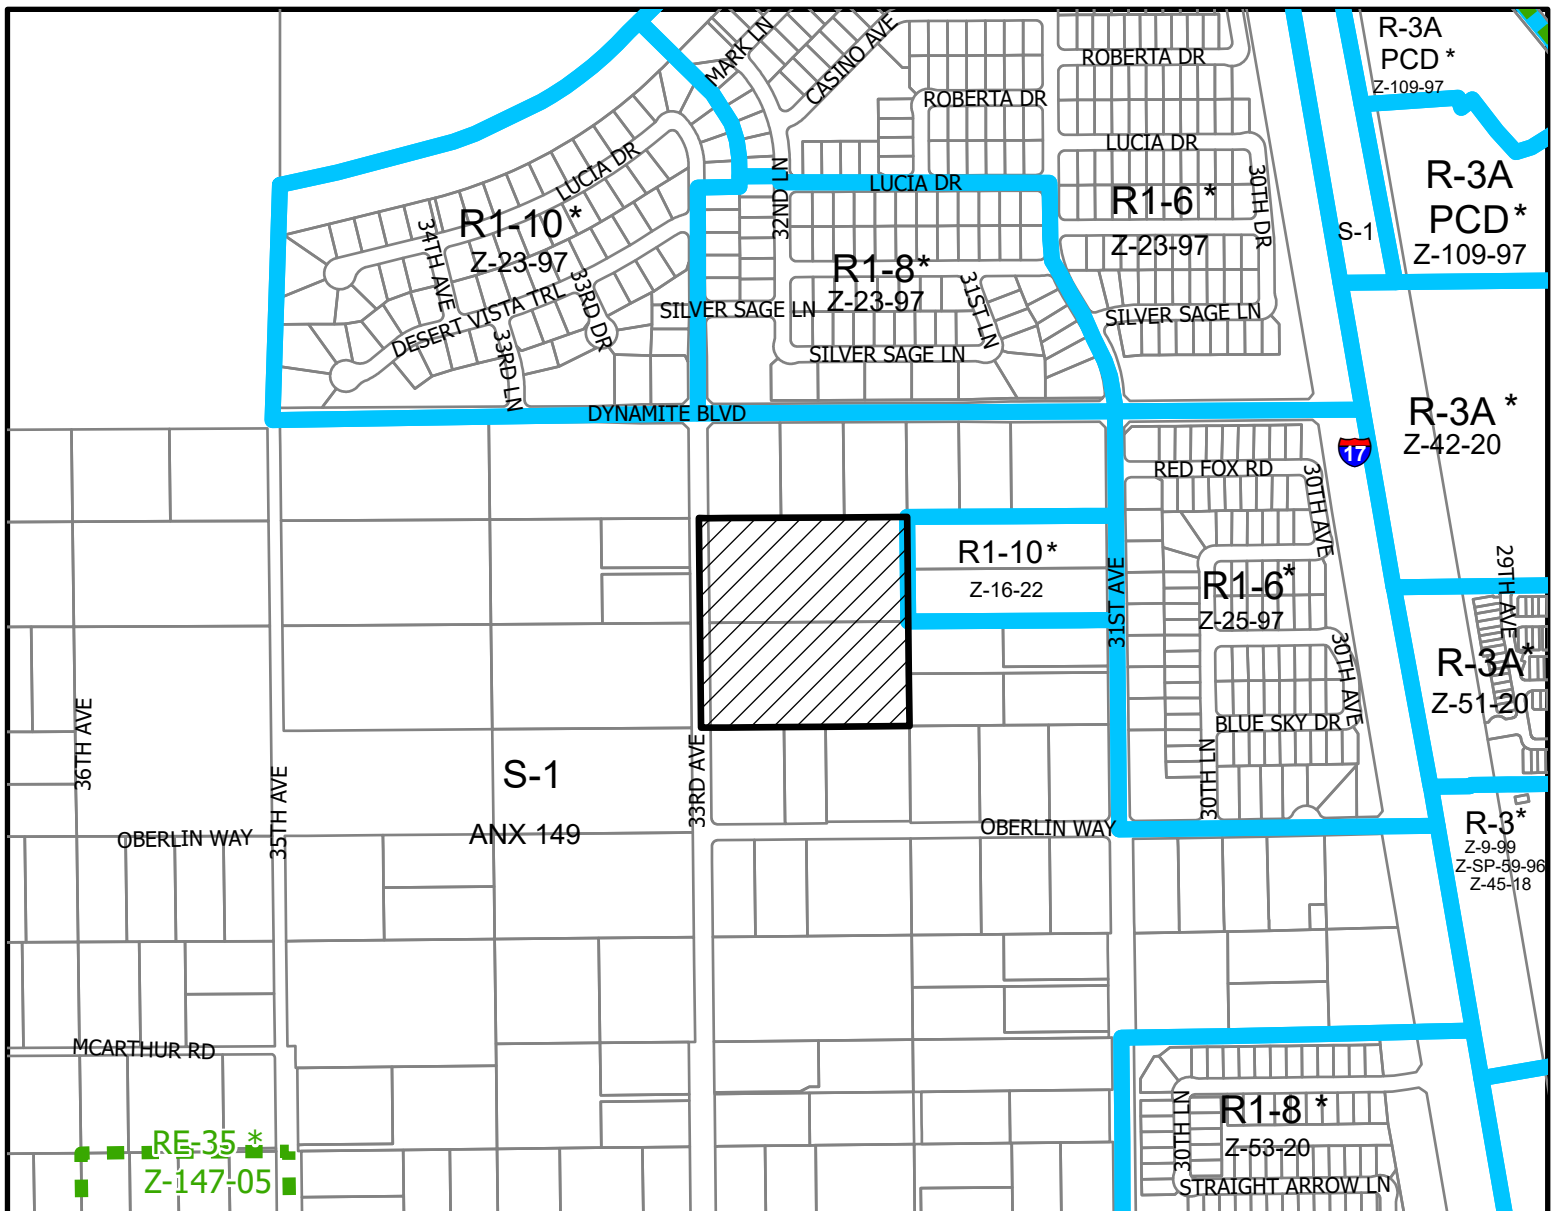 R-3A
PCD *
Z-109-97
MARK LN
CASINO AVE
ROBERTA DR
ROBERTA DR
LUCIA DR
LUCIA DR
LUCIA DR
32ND LN
30TH DR
R-3A
PCD *
Z-109-97
R1-10 *
Z-23-97
R1-6 *
Z-23-97
S-1
34TH AVE
33RD DR
DESERT VISTA TRL
33RD LN
R1-8 *
Z-23-97
31ST LN
SILVER SAGE LN
SILVER SAGE LN
SILVER SAGE LN
DYNAMITE BLVD
R-3A *
Z-42-20
17
RED FOX RD
30TH AVE
R1-10 *
Z-16-22
31ST AVE
R1-6 *
Z-25-97
29TH AVE
30TH AVE
R-3A *
Z-51-20
BLUE SKY DR
30TH LN
36TH AVE
35TH AVE
33RD AVE
S-1
ANX 149
OBERLIN WAY
OBERLIN WAY
R-3 *
Z-9-99
Z-SP-59-96
Z-45-18
MCARTHUR RD
RE-35 *
Z-147-05
30TH LN
R1-8 *
Z-53-20
STRAIGHT ARROW LN